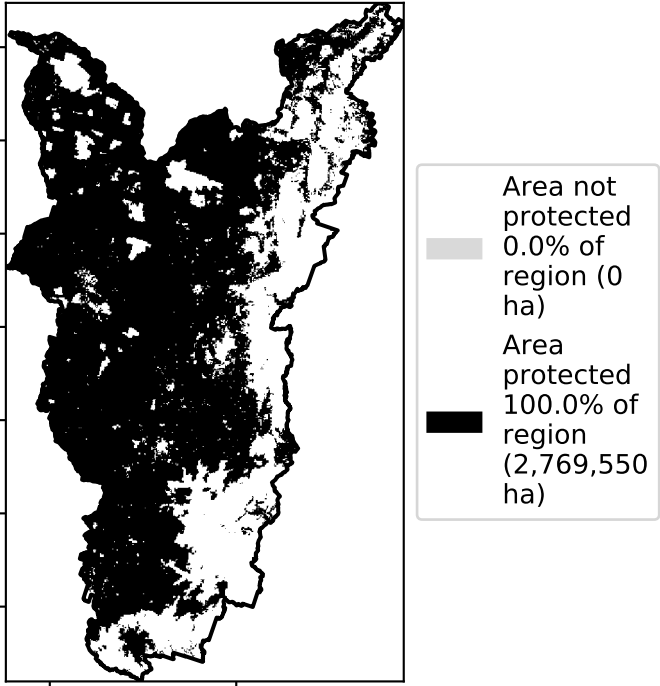 Area not
protected
0.0% of
region (0
ha)
Area
protected
100.0% of
region
(2,769,550
ha)